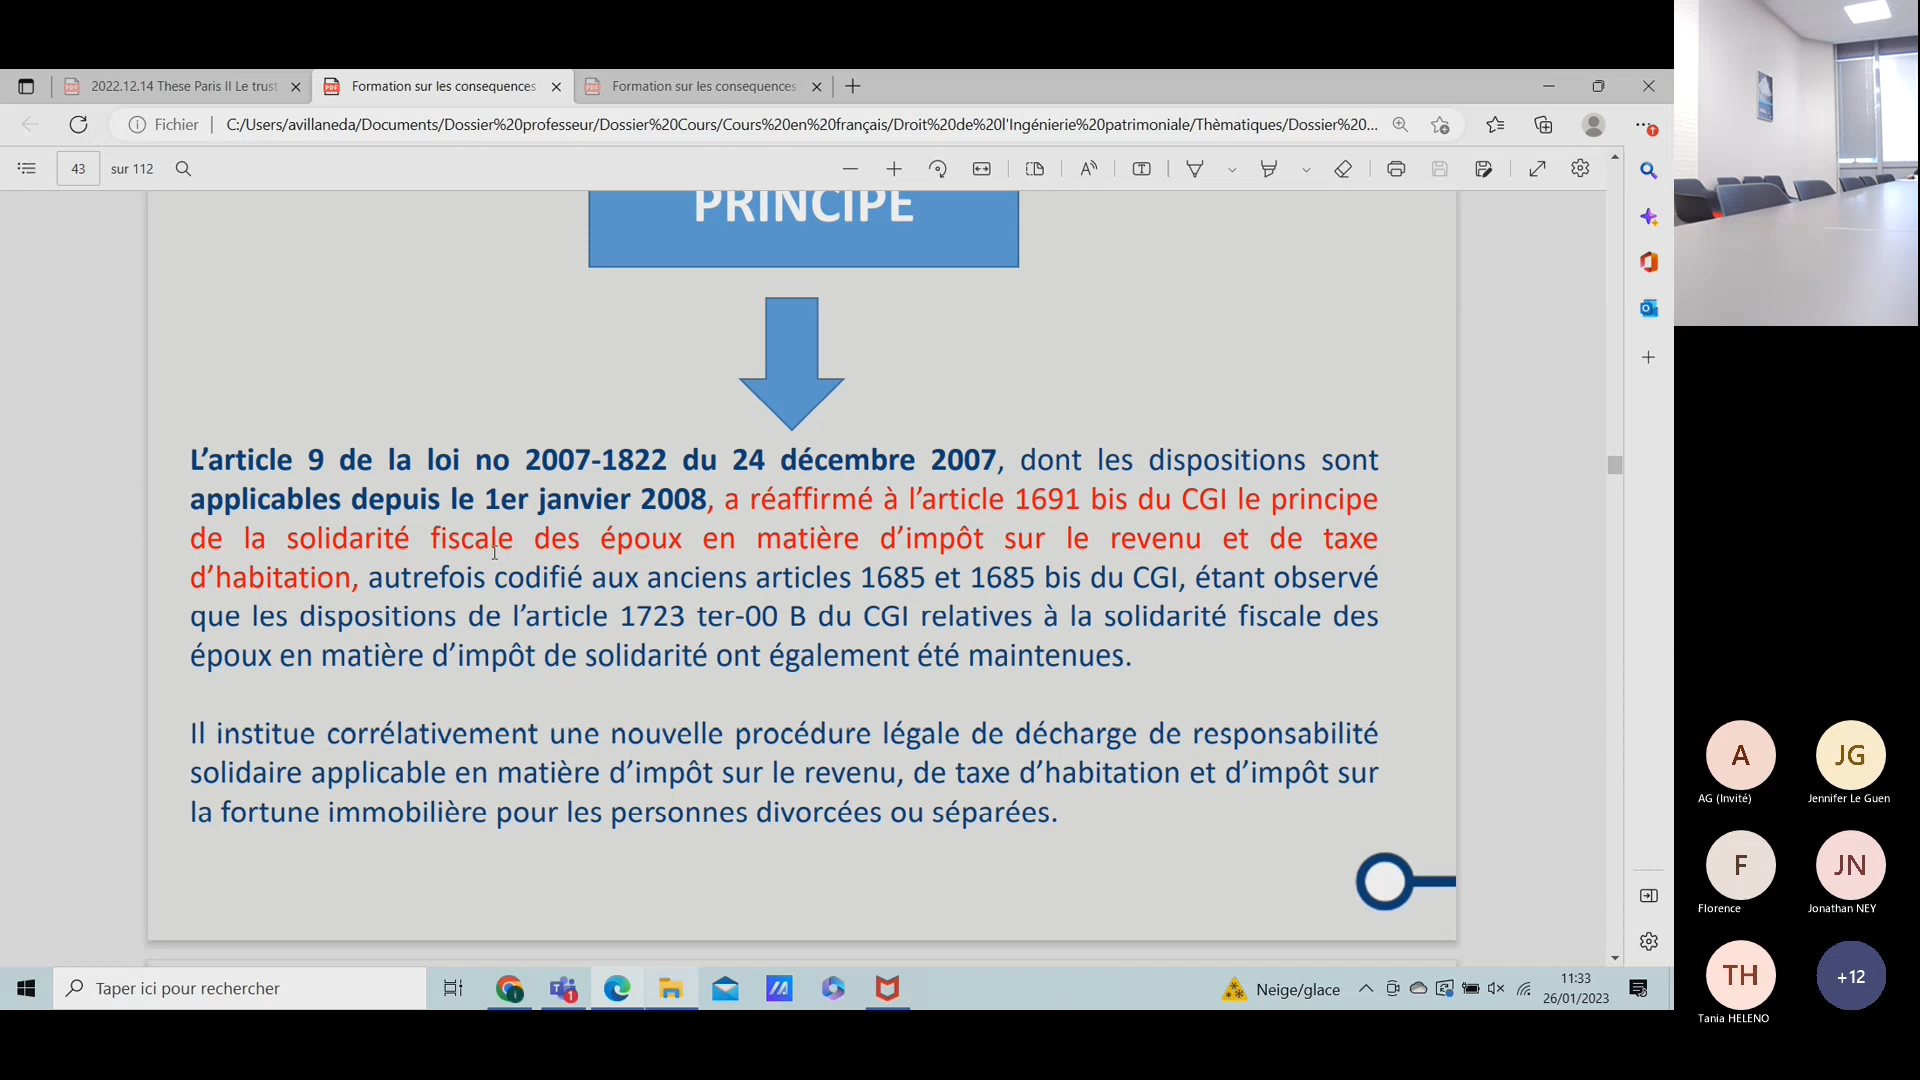 2022.12.14 These Paris II Le trust
Formation sur les consequences
Formation sur les consequences
Fichier
C:/Users/avillaneda/Documents/Dossier%20professeur/Dossier%20Cours/Cours%20en%20français/Droit%20de%20l'Ingénierie%20patrimoniale/Thèmatiques/Dossier%20...
43 sur 112
PRINCIPE
L’article 9 de la loi no 2007-1822 du 24 décembre 2007, dont les dispositions sont
applicables depuis le 1er janvier 2008, a réaffirmé à l’article 1691 bis du CGI le principe
de la solidarité fiscale des époux en matière d’impôt sur le revenu et de taxe
d’habitation, autrefois codifié aux anciens articles 1685 et 1685 bis du CGI, étant observé
que les dispositions de l’article 1723 ter-00 B du CGI relatives à la solidarité fiscale des
époux en matière d’impôt de solidarité ont également été maintenues.
Il institue corrélativement une nouvelle procédure légale de décharge de responsabilité
solidaire applicable en matière d’impôt sur le revenu, de taxe d’habitation et d’impôt sur
la fortune immobilière pour les personnes divorcées ou séparées.
A
JG
AG (Invité)
Jennifer Le Guen
F
JN
Florence
Jonathan NEY
TH
+12
Tania HELENO
Taper ici pour rechercher
1
Neige/glace
11:33
26/01/2023